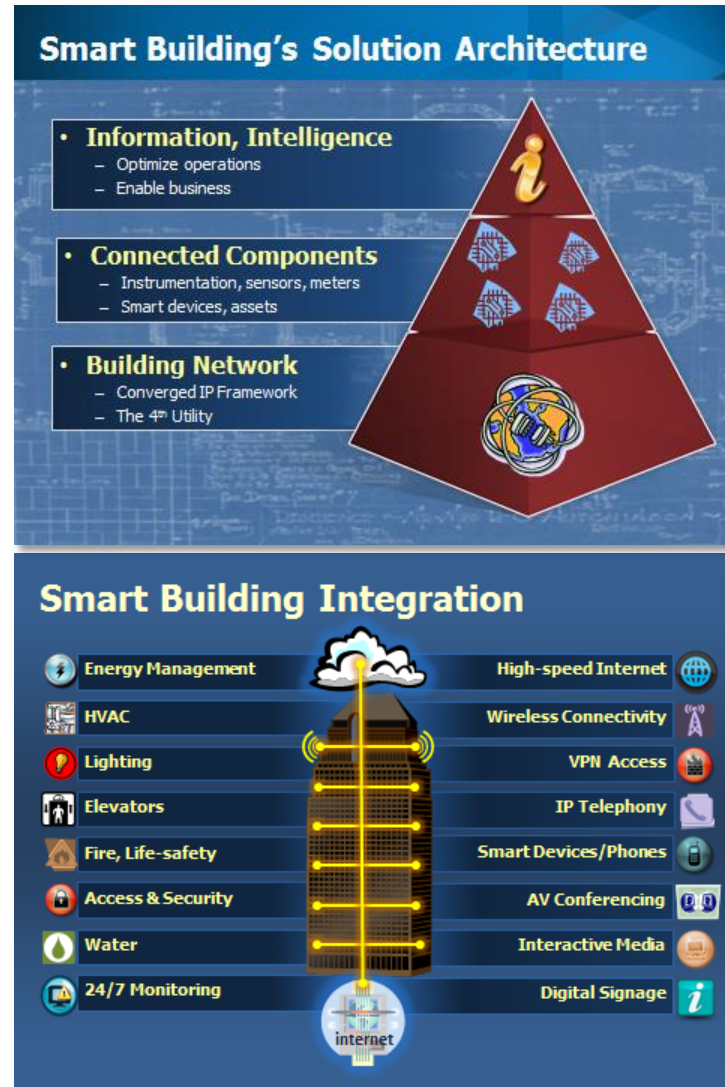 Smart Building's Solution Architecture
• Information, Intelligence
– Optimize operations
– Enable business
• Connected Components
– Instrumentation, sensors, meters
– Smart devices, assets
• Building Network
– Converged IP Framework
– The 4th Utility
Smart Building Integration
Energy Management
HVAC
Lighting
Elevators
Fire, Life-safety
Access & Security
Water
24/7 Monitoring
High-speed Internet
Wireless Connectivity
VPN Access
IP Telephony
Smart Devices/Phones
AV Conferencing
Interactive Media
Digital Signage
internet